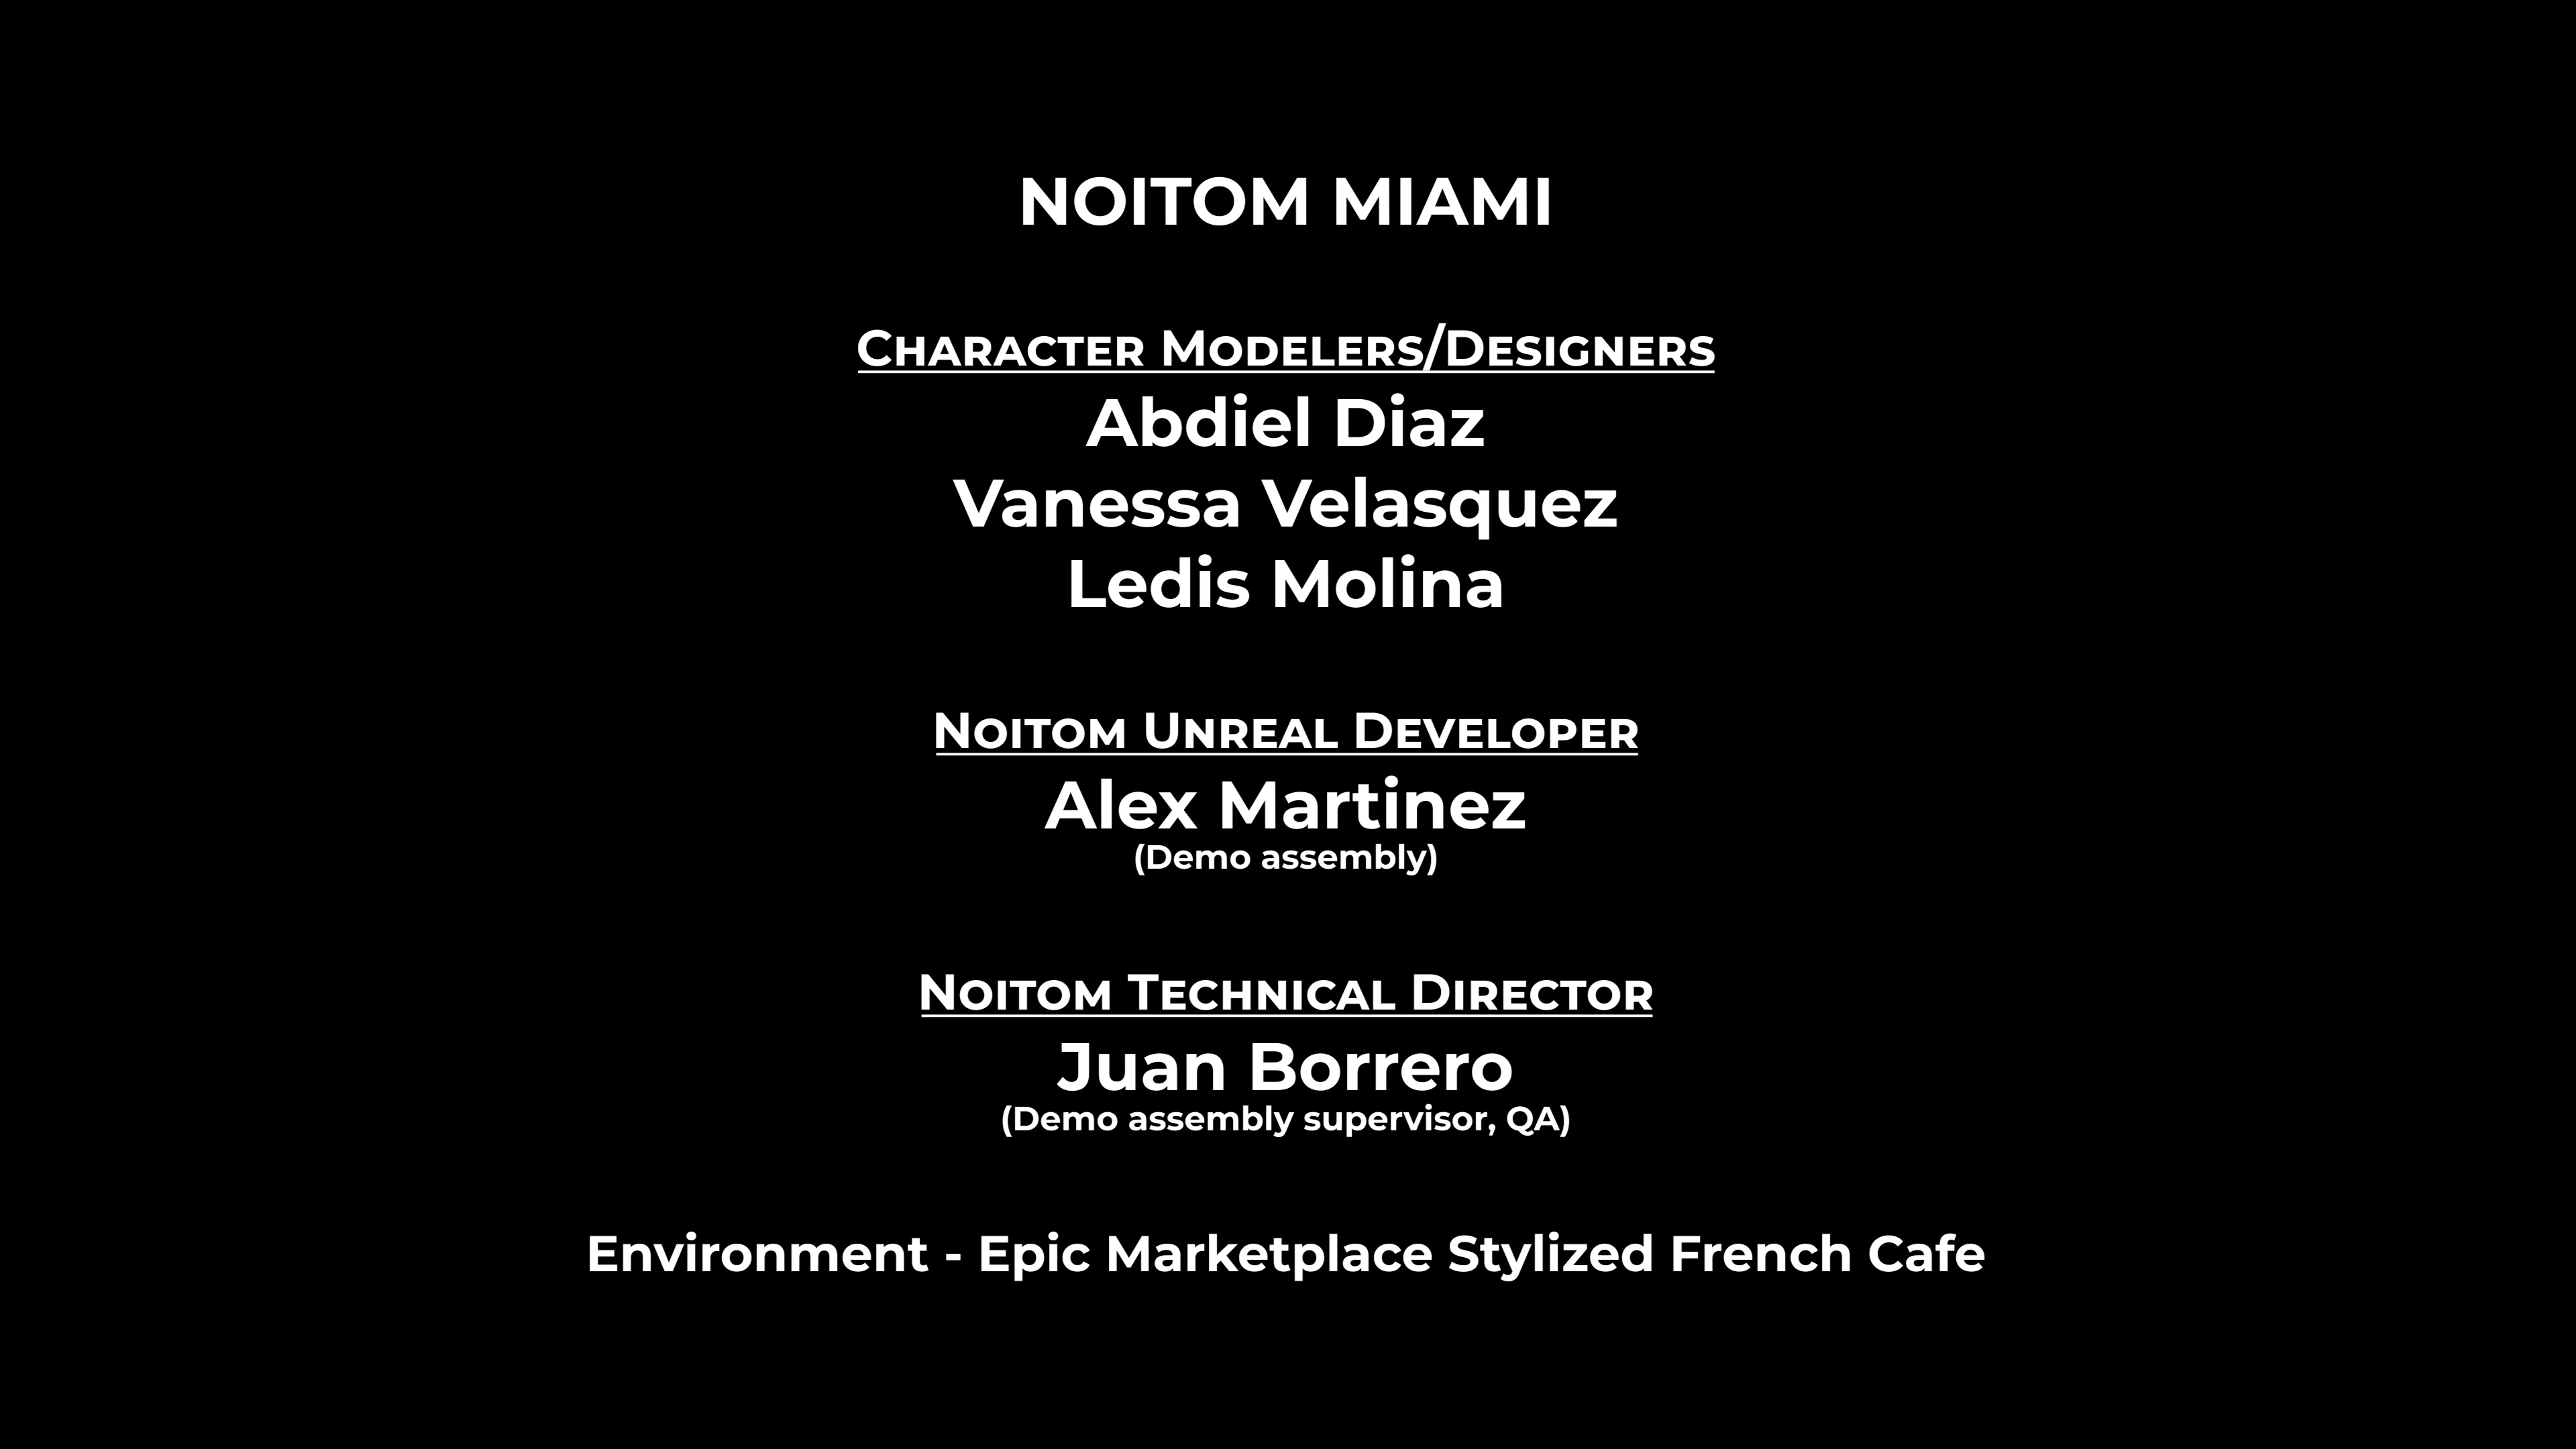 NOITOM MIAMI
Character Modelers/Designers
Abdiel Diaz
Vanessa Velasquez
Ledis Molina
Noitom Unreal Developer
Alex Martinez
(Demo assembly)
Noitom Technical Director
Juan Borrero
(Demo assembly supervisor, QA)
Environment - Epic Marketplace Stylized French Cafe